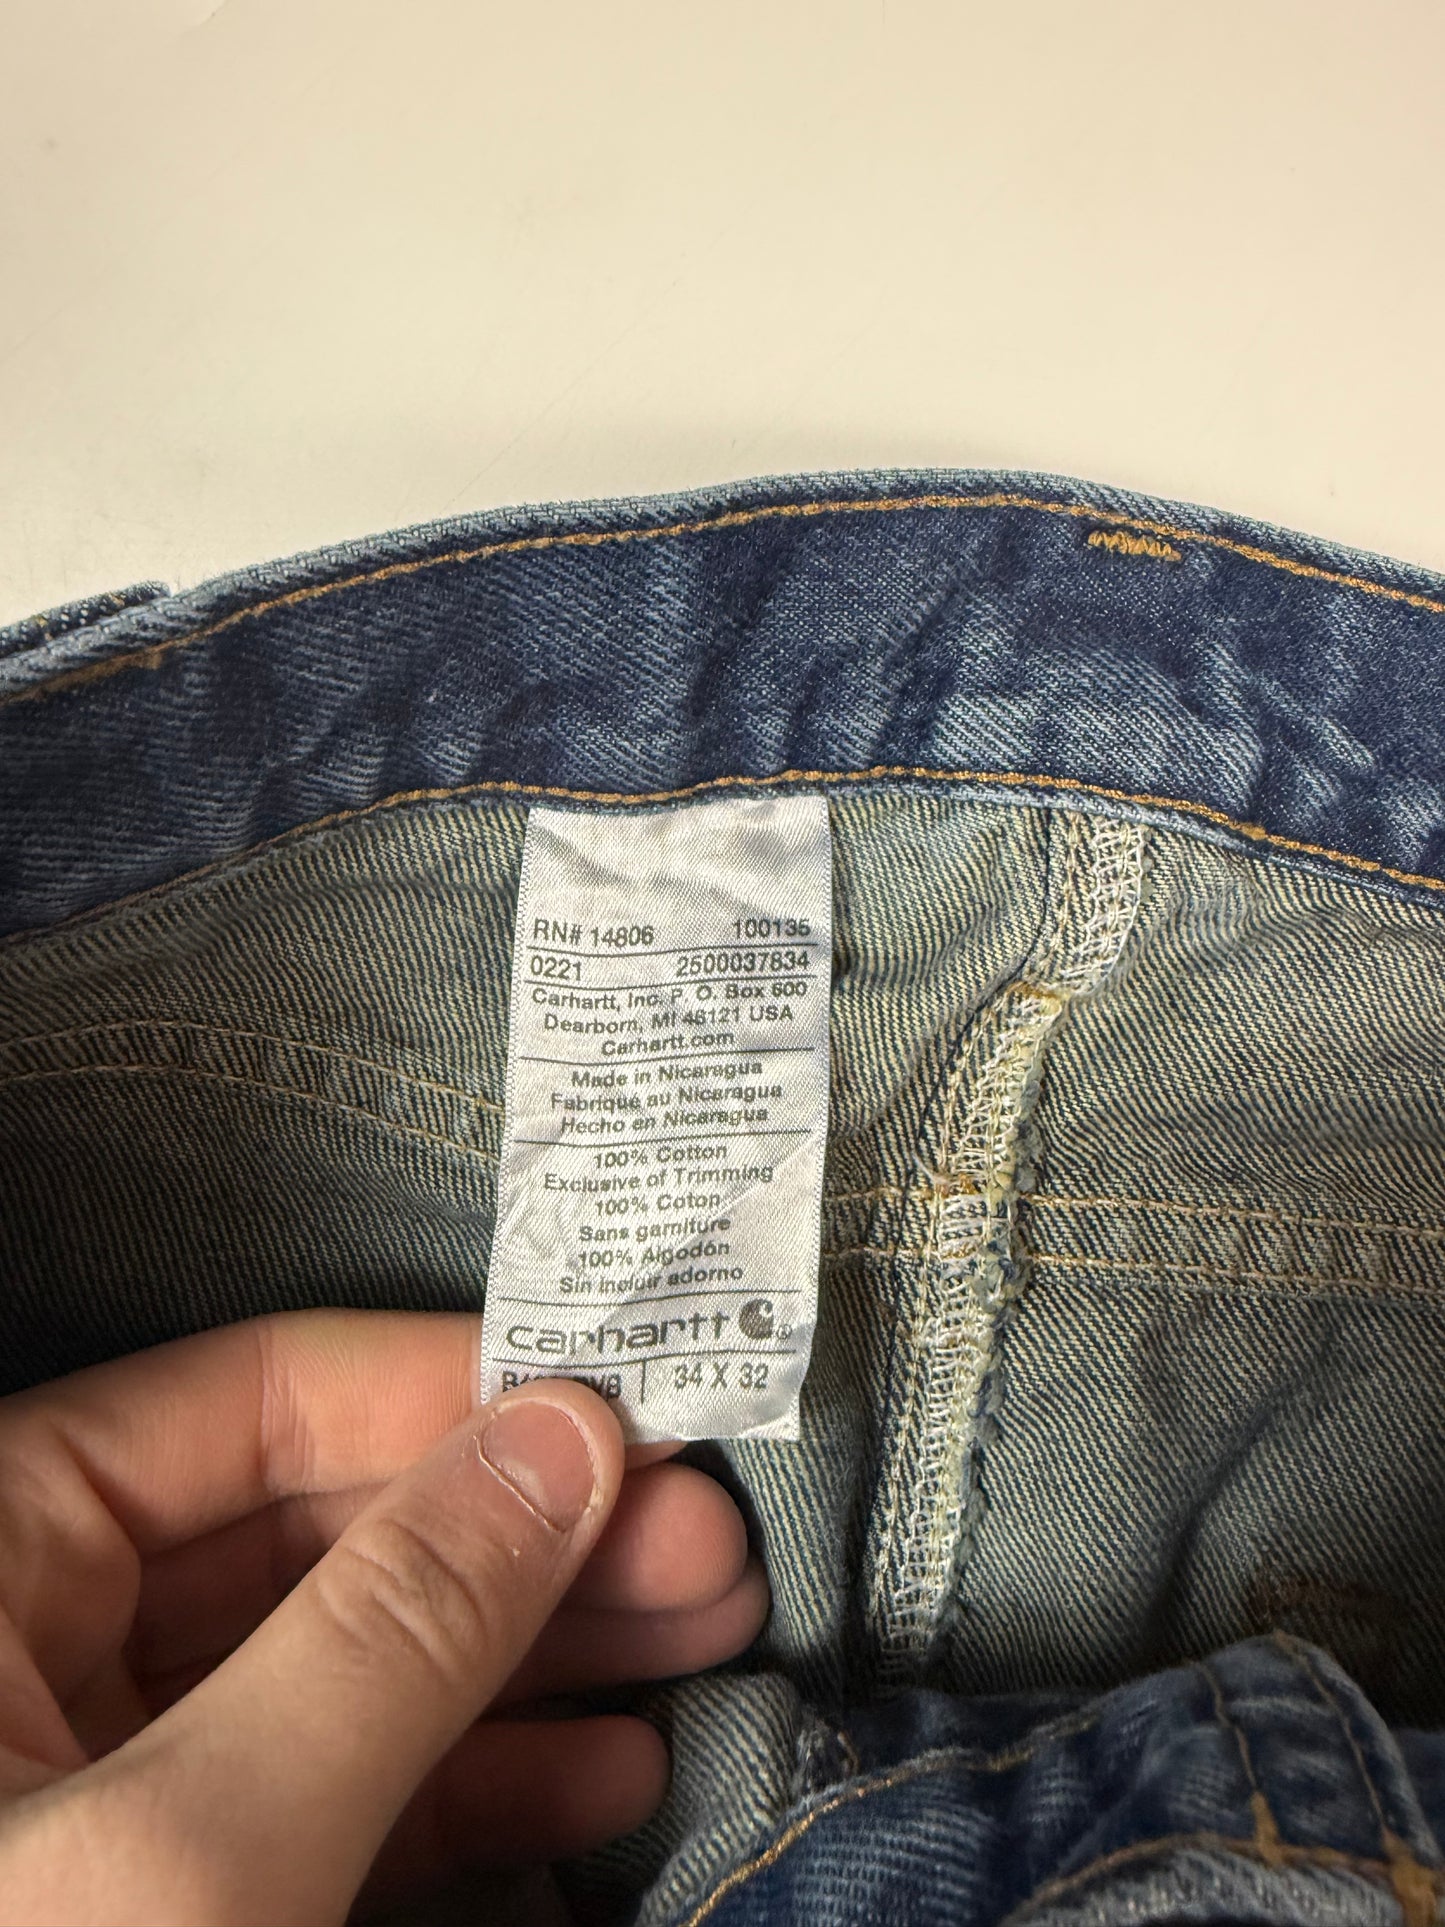 RN# 14806 100135
0221 2500037834
Carhartt, Inc. P. O. Box 600
Dearborn, MI 48121 USA
Carhartt.com
Made in Nicaragua
Fabriqué au Nicaragua
Hecho en Nicaragua
100% Cotton
Exclusive of Trimming
100% Coton
Sans garniture
100% Algodón
Sin incluir adorno
carhartt ®
34 X 32